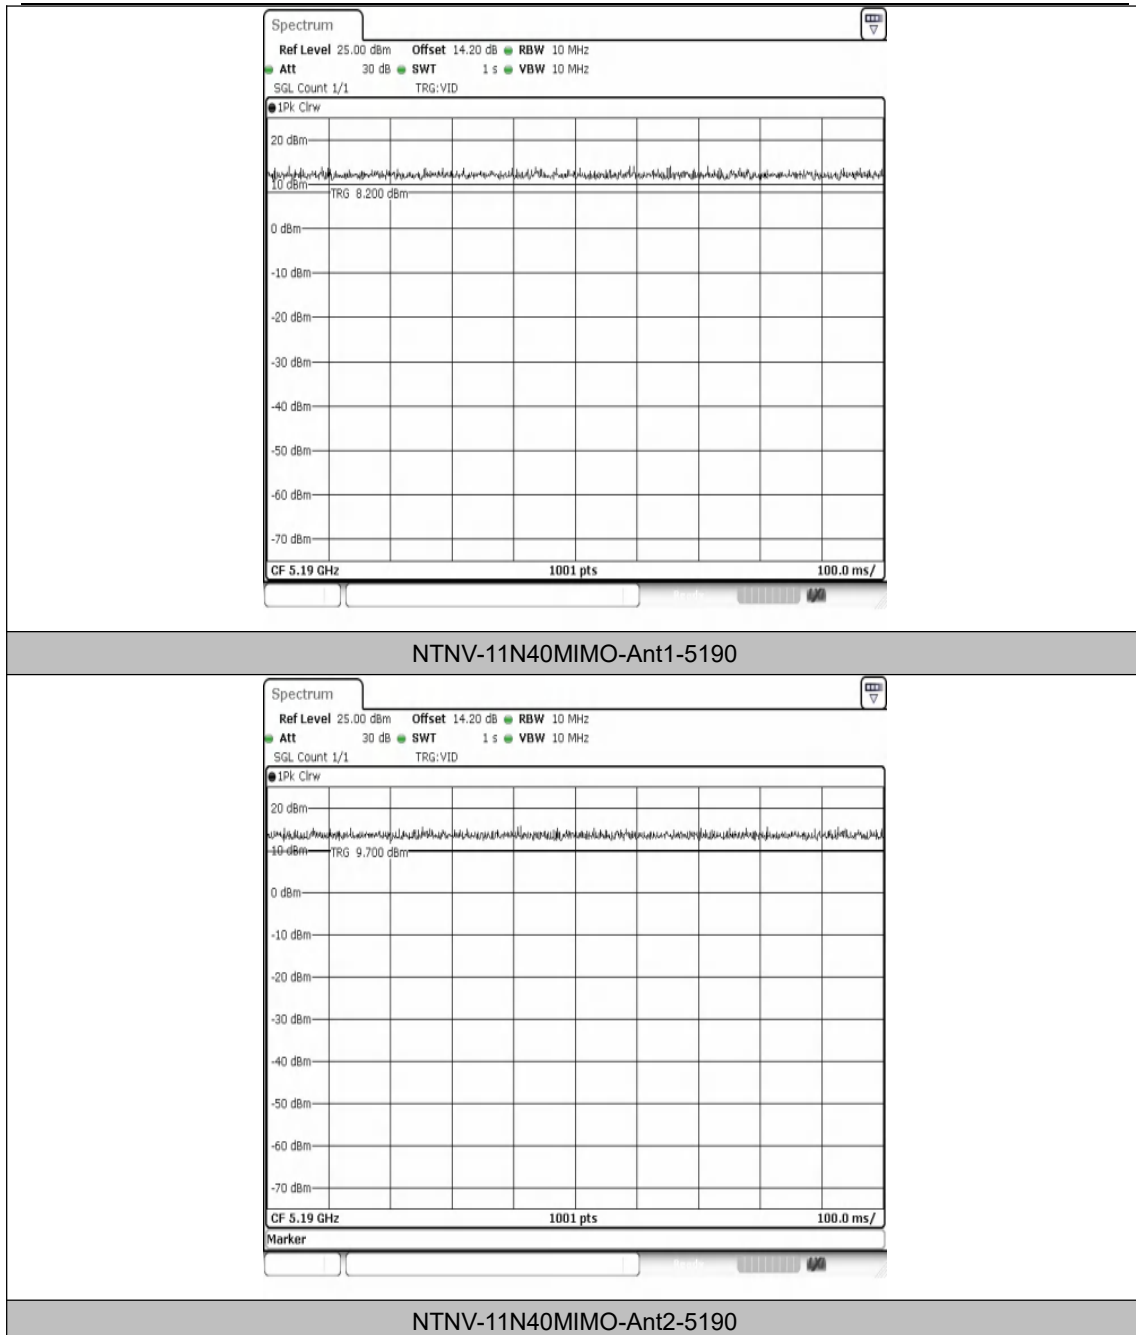 Spectrum
Ref Level 25.00 dBm Offset 14.20 dB RBW 10 MHz
Att 30 dB SWT 1 s VBW 10 MHz
SGL Count 1/1 TRG:VID
1Pk Clrw
20 dBm
10 dBm
TRG 8.200 dBm
0 dBm
-10 dBm
-20 dBm
-30 dBm
-40 dBm
-50 dBm
-60 dBm
-70 dBm
CF 5.19 GHz 1001 pts 100.0 ms/
NTNV-11N40MIMO-Ant1-5190
Spectrum
Ref Level 25.00 dBm Offset 14.20 dB RBW 10 MHz
Att 30 dB SWT 1 s VBW 10 MHz
SGL Count 1/1 TRG:VID
1Pk Clrw
20 dBm
10 dBm TRG 9.700 dBm
0 dBm
-10 dBm
-20 dBm
-30 dBm
-40 dBm
-50 dBm
-60 dBm
-70 dBm
CF 5.19 GHz 1001 pts 100.0 ms/
Marker
NTNV-11N40MIMO-Ant2-5190